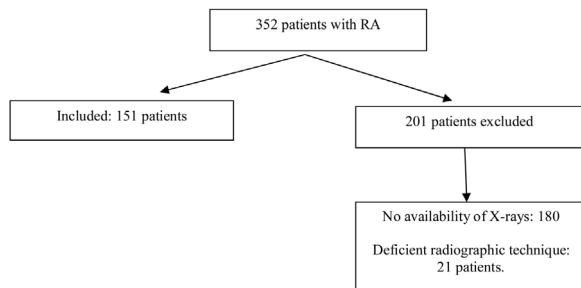 352 patients with RA
Included: 151 patients
201 patients excluded
No availability of X-rays: 180
Deficient radiographic technique:
21 patients.